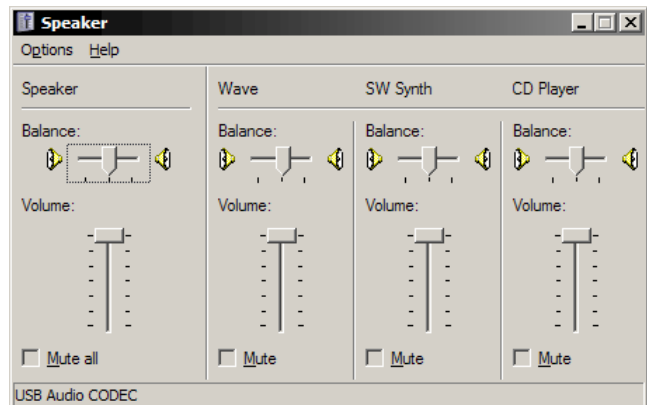 Speaker
Options Help
Speaker Wave SW Synth CD Player
Balance: Balance: Balance: Balance:
Volume: Volume: Volume: Volume:
Mute all Mute Mute Mute
USB Audio CODEC